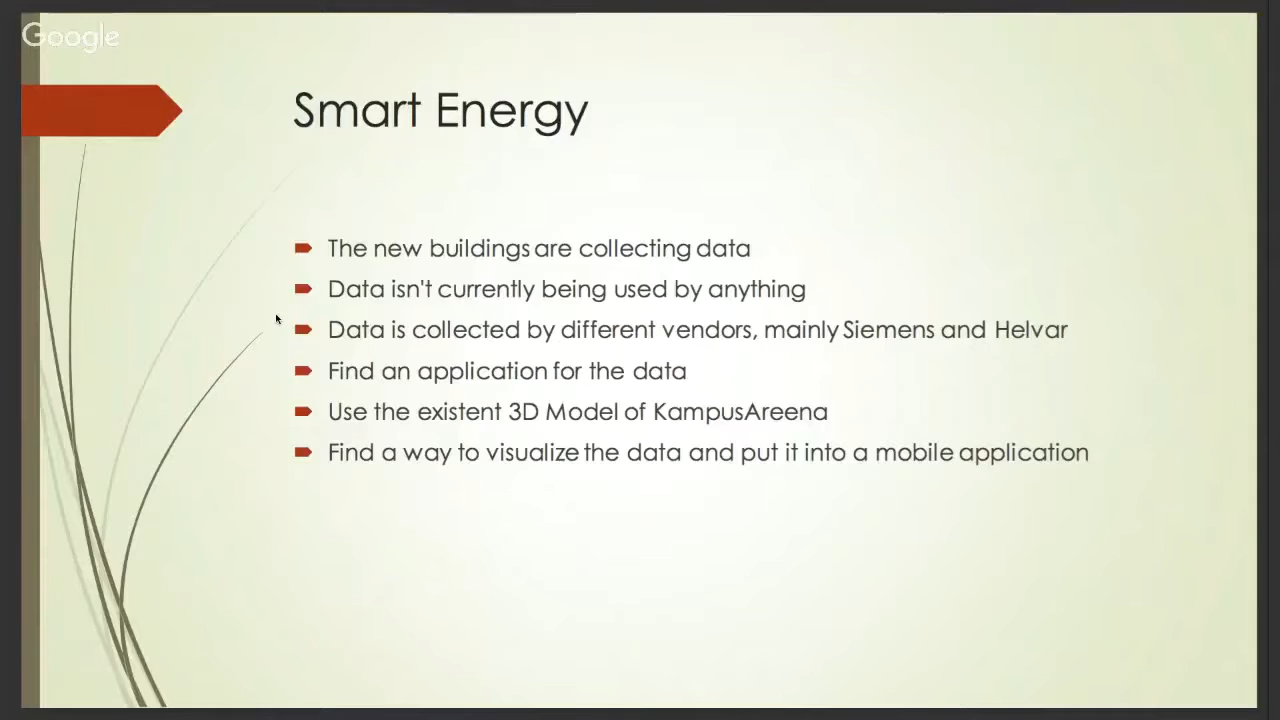 Google
Smart Energy
The new buildings are collecting data
Data isn't currently being used by anything
Data is collected by different vendors, mainly Siemens and Helvar
Find an application for the data
Use the existent 3D Model of KampusAreena
Find a way to visualize the data and put it into a mobile application